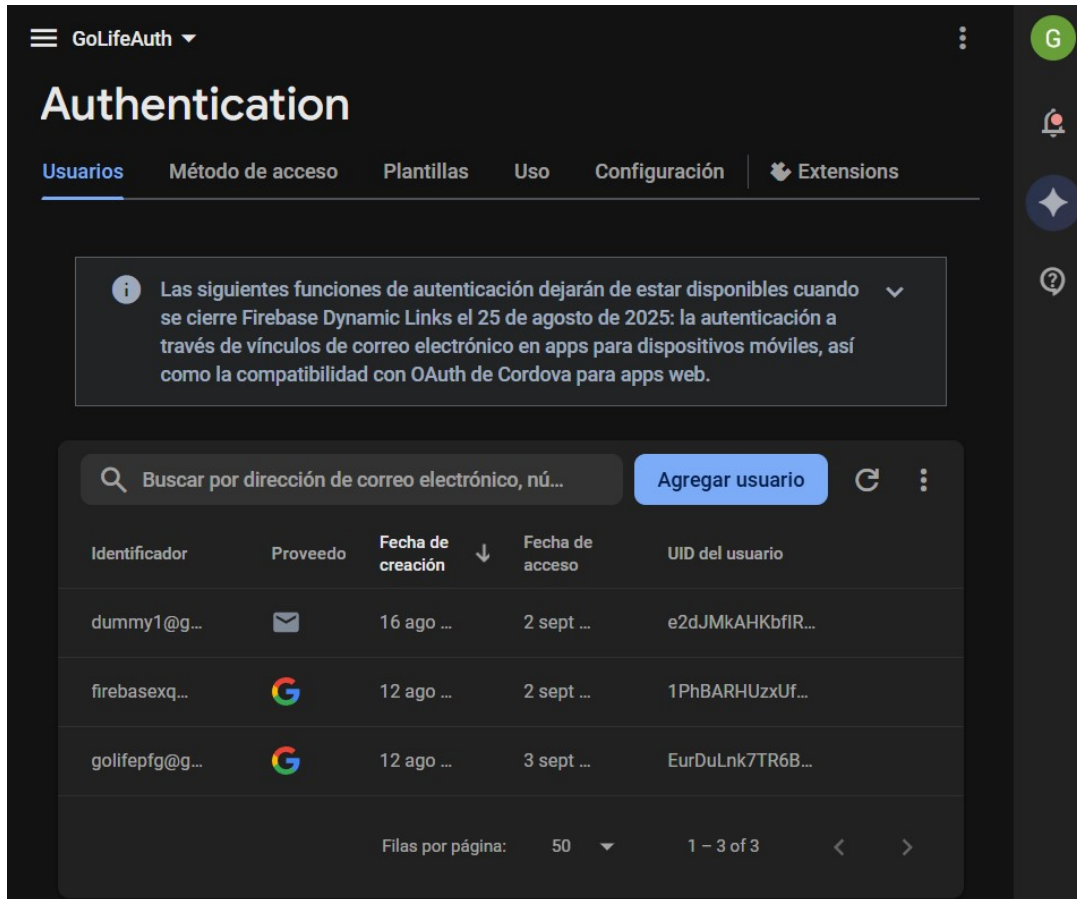 GoLifeAuth
G
Authentication
Usuarios Método de acceso Plantillas Uso Configuración Extensions
Las siguientes funciones de autenticación dejarán de estar disponibles cuando
se cierre Firebase Dynamic Links el 25 de agosto de 2025: la autenticación a
través de vínculos de correo electrónico en apps para dispositivos móviles, así
como la compatibilidad con OAuth de Cordova para apps web.
Buscar por dirección de correo electrónico, nú... Agregar usuario
Identificador Proveedo Fecha de creación Fecha de acceso UID del usuario
dummy1@g... 16 ago ... 2 sept ... e2dJMkAHKbfIR...
firebasexq... 12 ago ... 2 sept ... 1PhBARHUzxUf...
golifepfg@g... 12 ago ... 3 sept ... EurDuLnk7TR6B...
Filas por página: 50 1 – 3 of 3